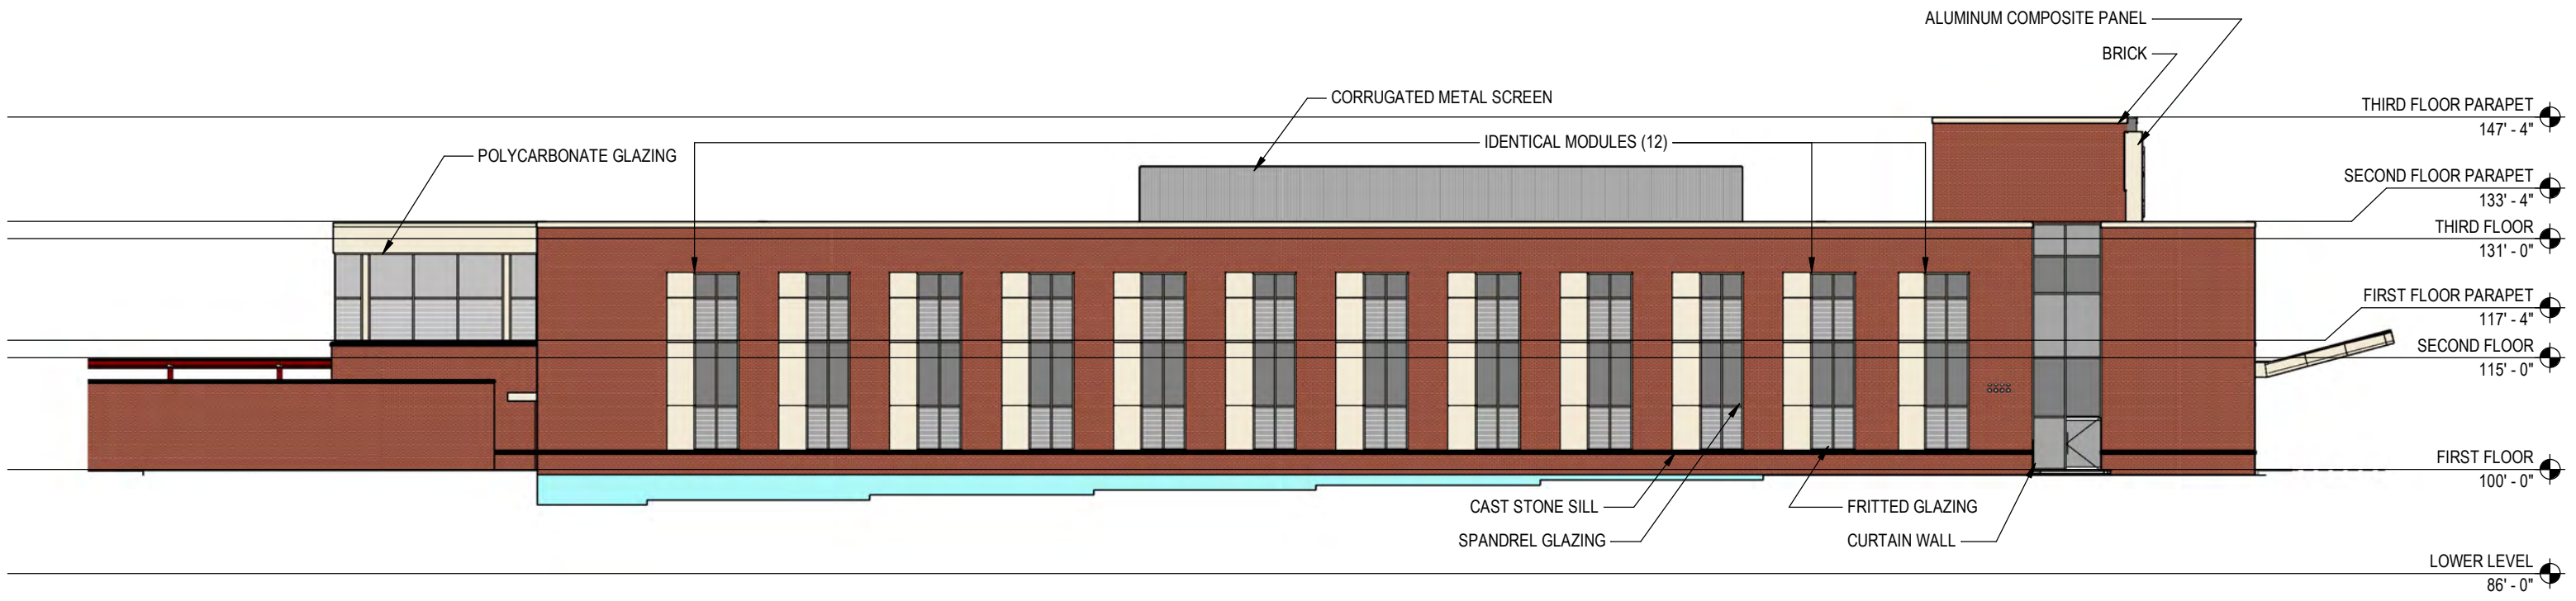 ALUMINUM COMPOSITE PANEL
BRICK
CORRUGATED METAL SCREEN
THIRD FLOOR PARAPET
147' - 4"
IDENTICAL MODULES (12)
POLYCARBONATE GLAZING
SECOND FLOOR PARAPET
133' - 4"
THIRD FLOOR
131' - 0"
FIRST FLOOR PARAPET
117' - 4"
SECOND FLOOR
115' - 0"
FIRST FLOOR
100' - 0"
CAST STONE SILL
FRITTED GLAZING
SPANDREL GLAZING
CURTAIN WALL
LOWER LEVEL
86' - 0"